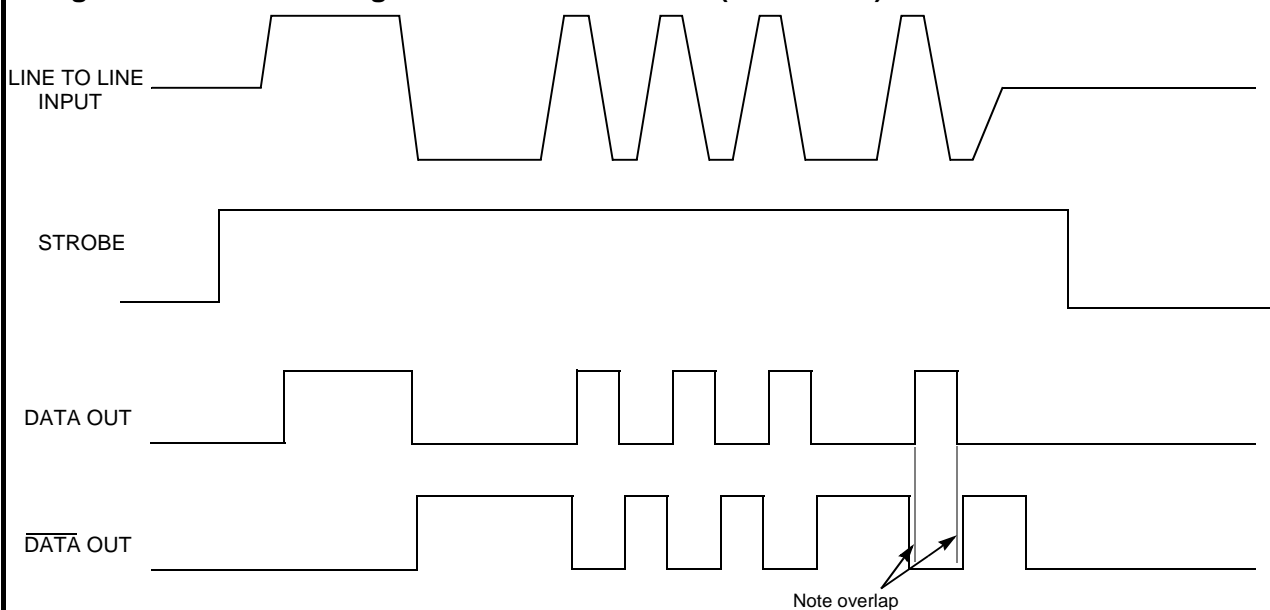 LINE TO LINE
INPUT
STROBE
DATA OUT
DATA OUT
Note overlap